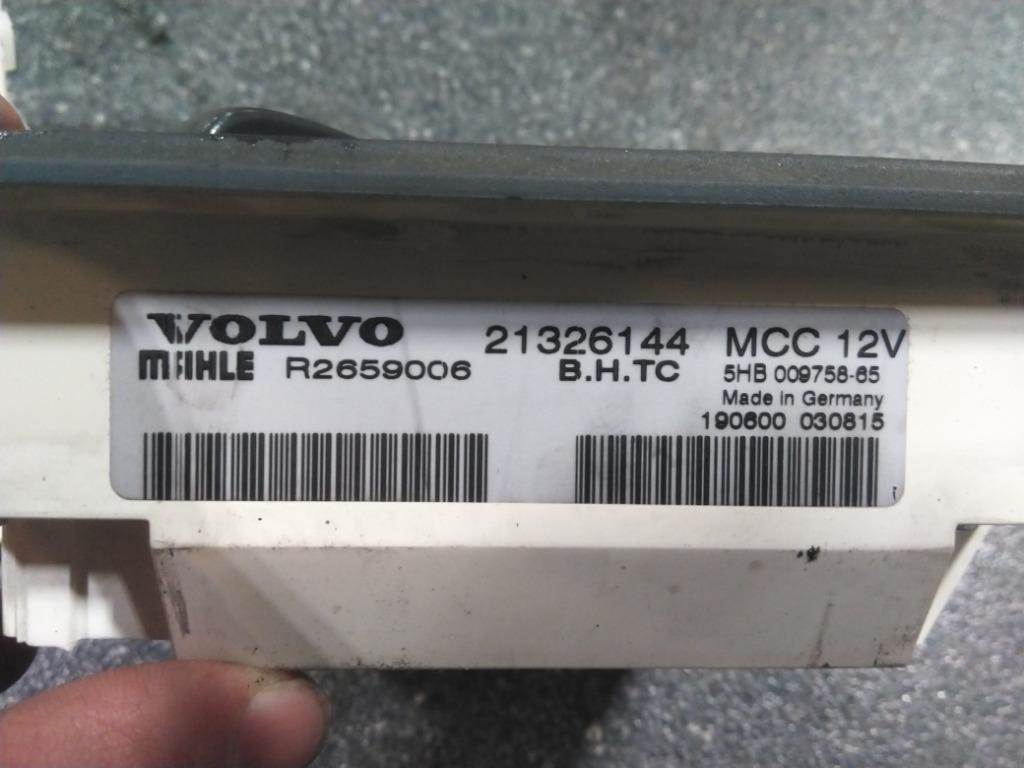 VOLVO 21326144 MCC 12V
MAHLE R2659006 B.H.TC 5HB 009758-65
Made in Germany
190600 030815